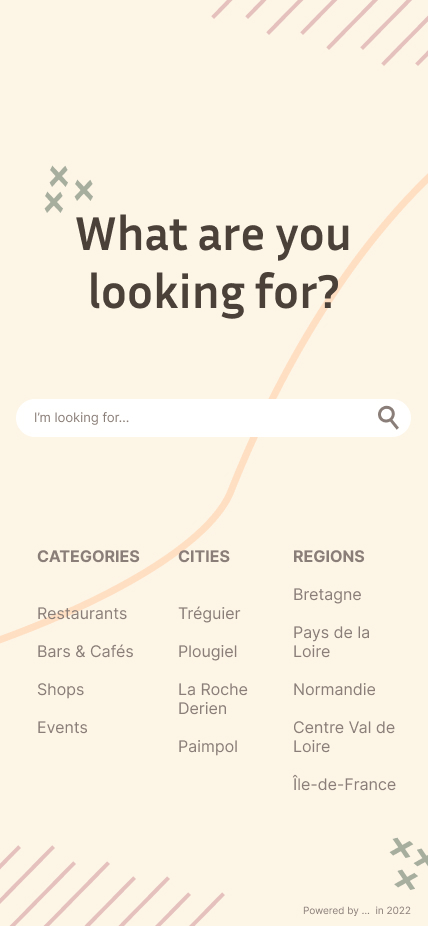 What are you
looking for?
I'm looking for...
CATEGORIES
Restaurants
Bars & Cafés
Shops
Events
CITIES
Tréguier
Plougiel
La Roche
Derien
Paimpol
REGIONS
Bretagne
Pays de la
Loire
Normandie
Centre Val de
Loire
Île-de-France
Powered by ... in 2022